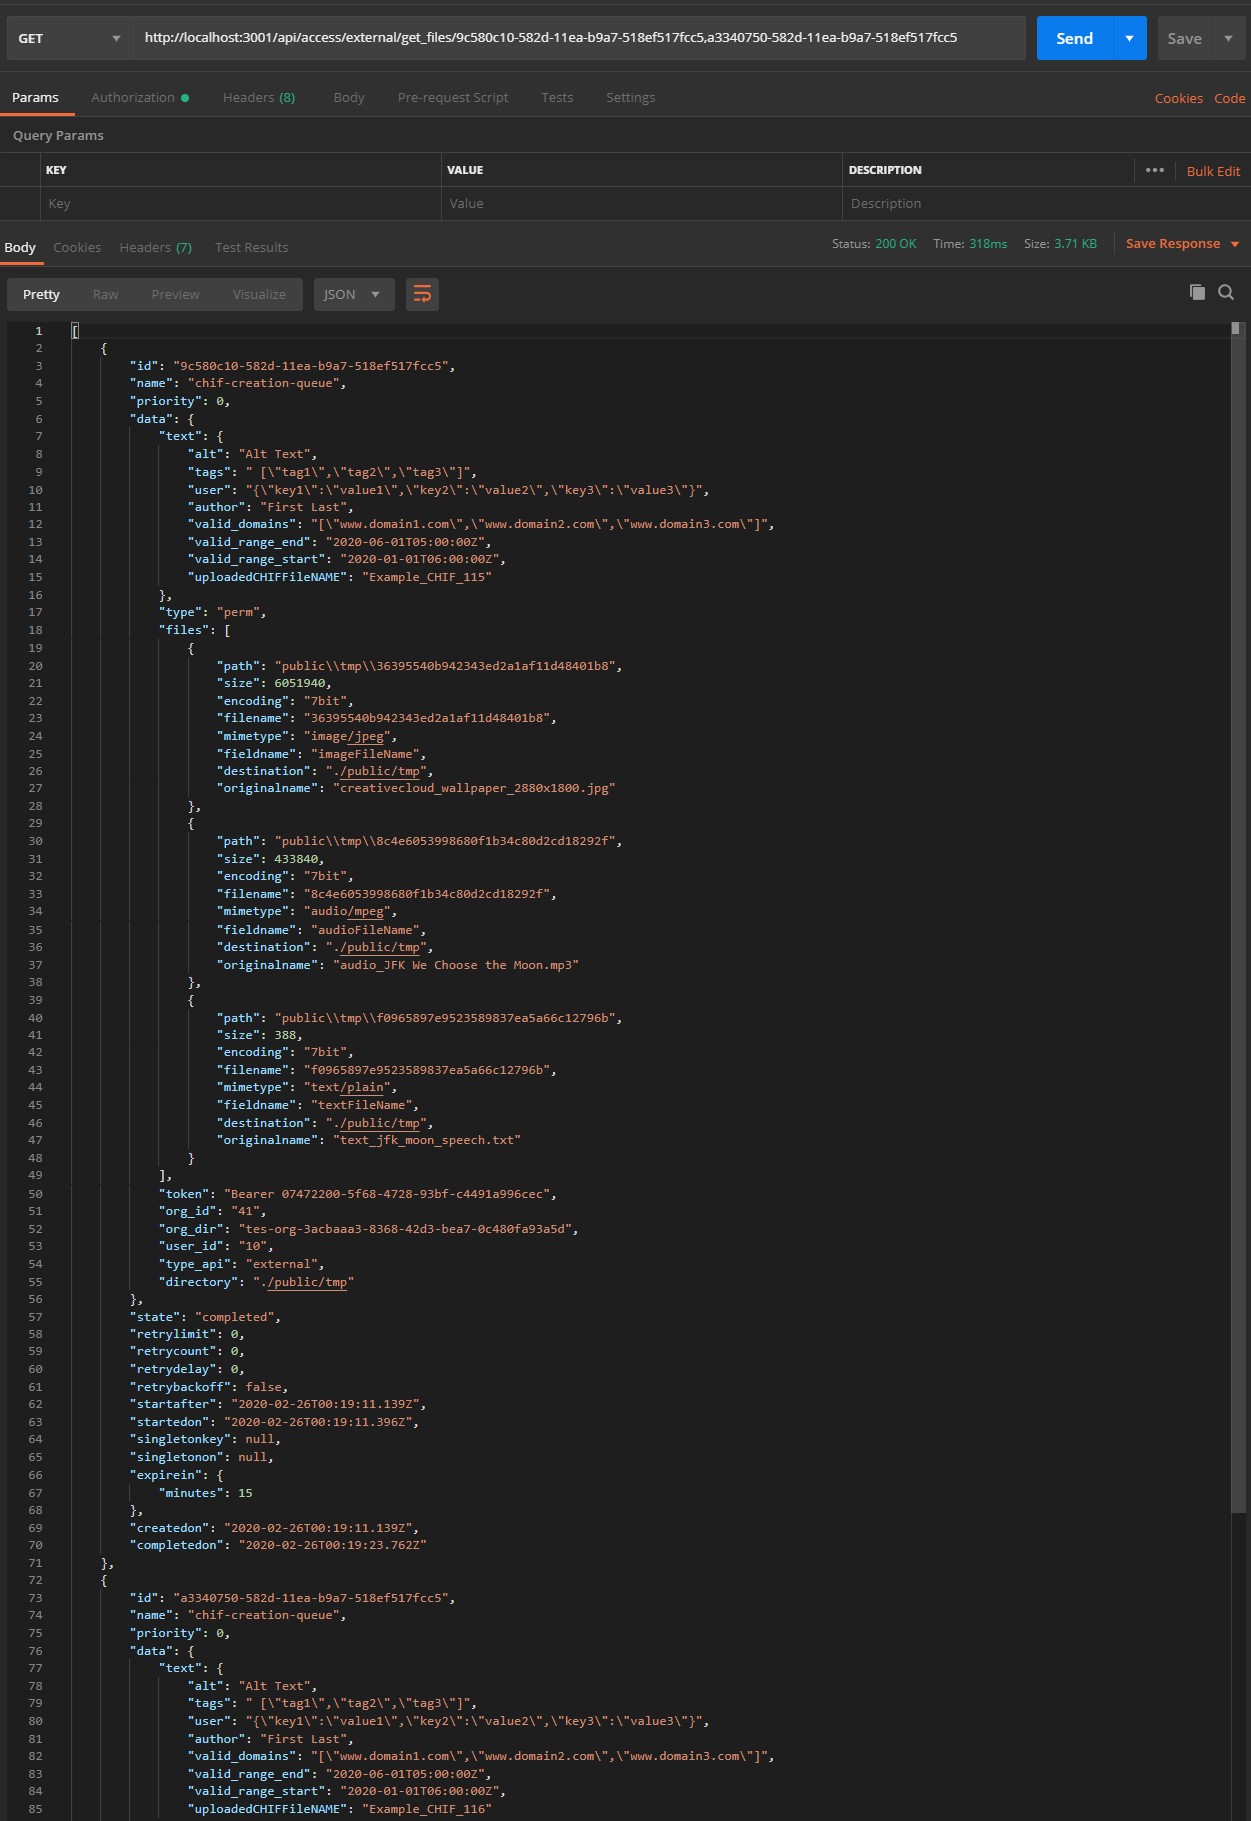 GET http://localhost:3001/api/access/external/get_files/9c580c10-582d-11ea-b9a7-518ef517fcc5,a3340750-582d-11ea-b9a7-518ef517fcc5 Send Save
Params Authorization Headers (8) Body Pre-request Script Tests Settings Cookies Code
Query Params
KEY VALUE DESCRIPTION ••• Bulk Edit
Key Value Description
Body Cookies Headers (7) Test Results Status: 200 OK Time: 318ms Size: 3.71 KB Save Response
Pretty Raw Preview Visualize JSON
1 [
2 {
3 "id": "9c580c10-582d-11ea-b9a7-518ef517fcc5",
4 "name": "chif-creation-queue",
5 "priority": 0,
6 "data": {
7 "text": {
8 "alt": "Alt Text",
9 "tags": " [\"tag1\",\"tag2\",\"tag3\"]",
10 "user": "{\"key1\":\"value1\",\"key2\":\"value2\",\"key3\":\"value3\"}",
11 "author": "First Last",
12 "valid_domains": "[\"www.domain1.com\",\"www.domain2.com\",\"www.domain3.com\"]",
13 "valid_range_end": "2020-06-01T05:00:00Z",
14 "valid_range_start": "2020-01-01T06:00:00Z",
15 "uploadedCHIFFileNAME": "Example_CHIF_115"
16 },
17 "type": "perm",
18 "files": [
19 {
20 "path": "public\\tmp\\36395540b942343ed2a1af11d48401b8",
21 "size": 6051940,
22 "encoding": "7bit",
23 "filename": "36395540b942343ed2a1af11d48401b8",
24 "mimetype": "image/jpeg",
25 "fieldname": "imageFileName",
26 "destination": "./public/tmp",
27 "originalname": "creativecloud_wallpaper_2880x1800.jpg"
28 },
29 {
30 "path": "public\\tmp\\8c4e6053998680f1b34c80d2cd18292f",
31 "size": 433840,
32 "encoding": "7bit",
33 "filename": "8c4e6053998680f1b34c80d2cd18292f",
34 "mimetype": "audio/mpeg",
35 "fieldname": "audioFileName",
36 "destination": "./public/tmp",
37 "originalname": "audio_JFK We Choose the Moon.mp3"
38 },
39 {
40 "path": "public\\tmp\\f0965897e9523589837ea5a66c12796b",
41 "size": 388,
42 "encoding": "7bit",
43 "filename": "f0965897e9523589837ea5a66c12796b",
44 "mimetype": "text/plain",
45 "fieldname": "textFileName",
46 "destination": "./public/tmp",
47 "originalname": "text_jfk_moon_speech.txt"
48 }
49 ],
50 "token": "Bearer 07472200-5f68-4728-93bf-c4491a996cec",
51 "org_id": "41",
52 "org_dir": "tes-org-3acbaaa3-8368-42d3-bea7-0c480fa93a5d",
53 "user_id": "10",
54 "type_api": "external",
55 "directory": "./public/tmp"
56 },
57 "state": "completed",
58 "retrylimit": 0,
59 "retrycount": 0,
60 "retrydelay": 0,
61 "retrybackoff": false,
62 "startafter": "2020-02-26T00:19:11.139Z",
63 "startedon": "2020-02-26T00:19:11.396Z",
64 "singletonkey": null,
65 "singletonon": null,
66 "expirein": {
67 "minutes": 15
68 },
69 "createdon": "2020-02-26T00:19:11.139Z",
70 "completedon": "2020-02-26T00:19:23.762Z"
71 },
72 {
73 "id": "a3340750-582d-11ea-b9a7-518ef517fcc5",
74 "name": "chif-creation-queue",
75 "priority": 0,
76 "data": {
77 "text": {
78 "alt": "Alt Text",
79 "tags": " [\"tag1\",\"tag2\",\"tag3\"]",
80 "user": "{\"key1\":\"value1\",\"key2\":\"value2\",\"key3\":\"value3\"}",
81 "author": "First Last",
82 "valid_domains": "[\"www.domain1.com\",\"www.domain2.com\",\"www.domain3.com\"]",
83 "valid_range_end": "2020-06-01T05:00:00Z",
84 "valid_range_start": "2020-01-01T06:00:00Z",
85 "uploadedCHIFFileNAME": "Example_CHIF_116"